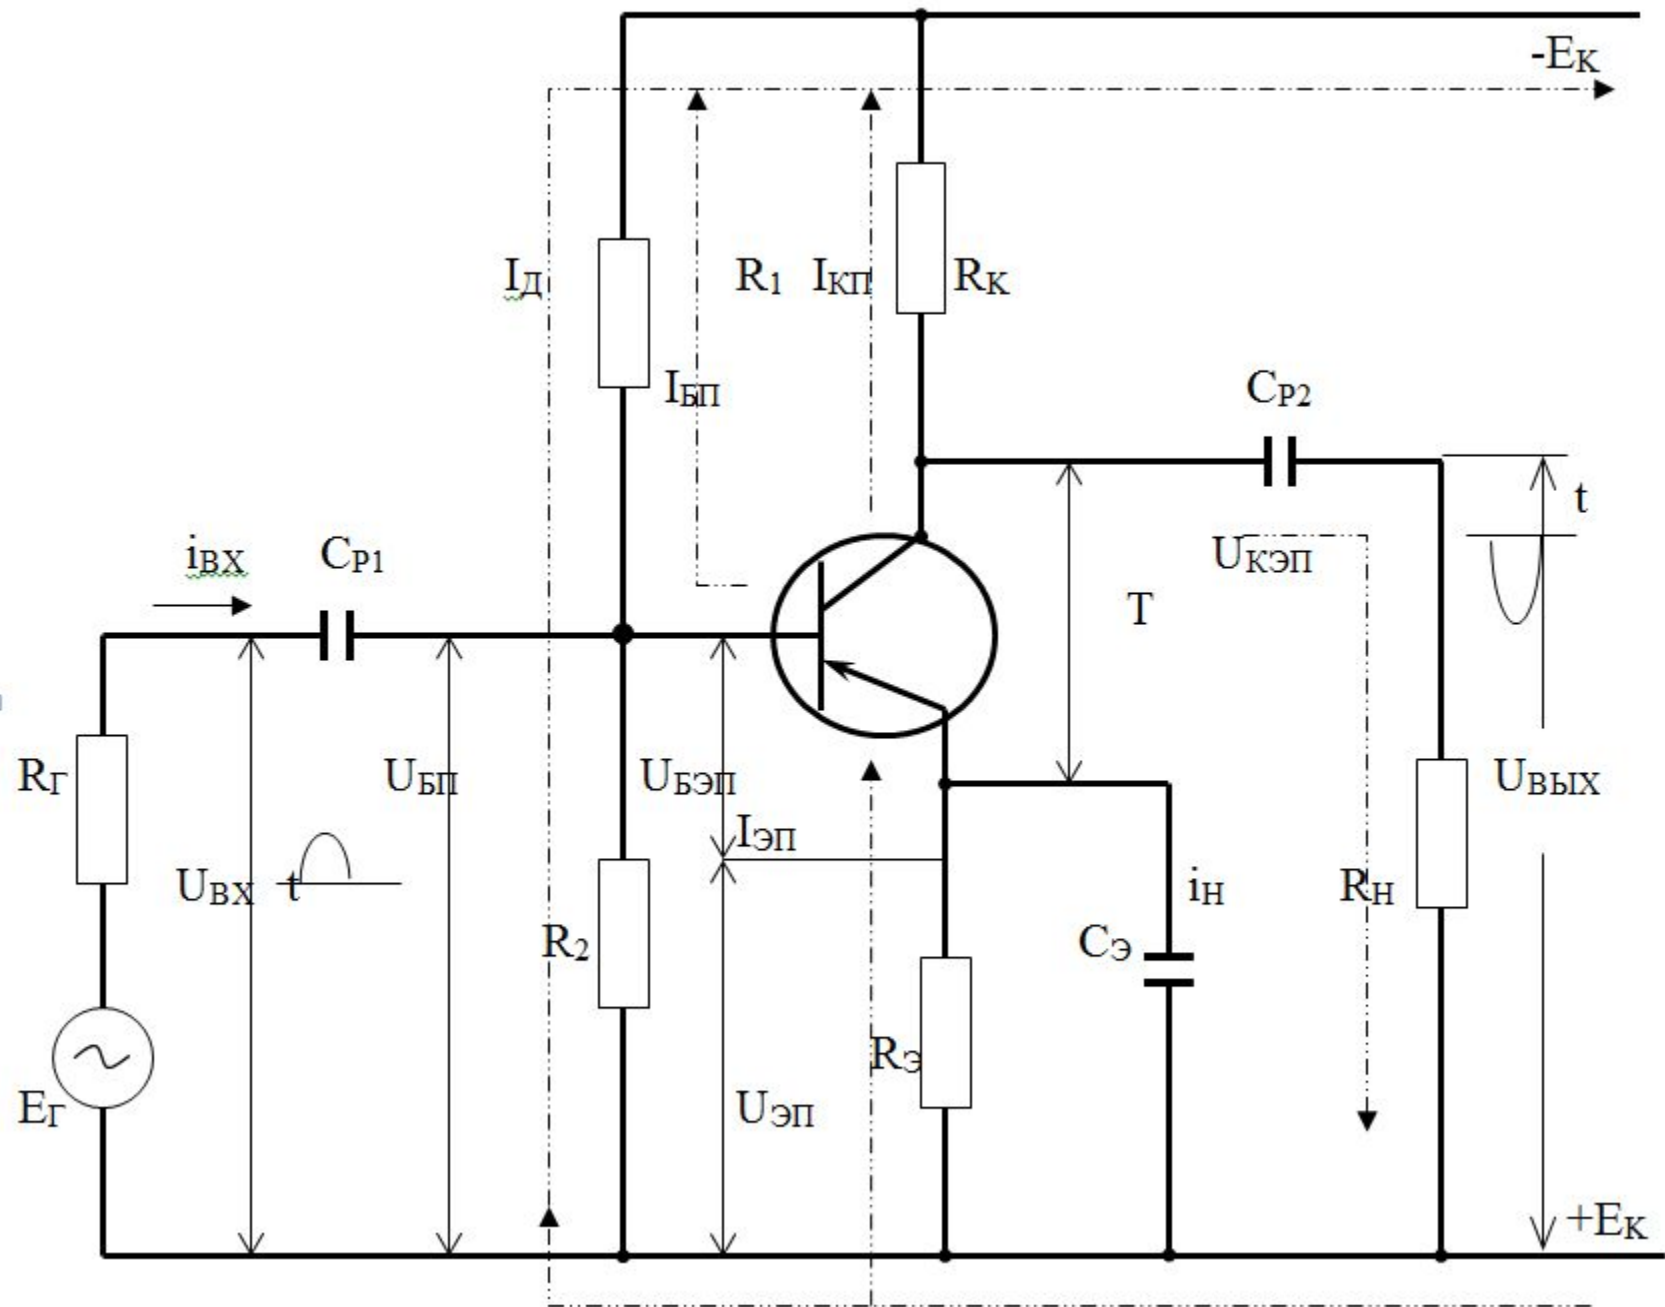 -EК
IД
R1
IКП
RК
IБП
CР2
t
iВХ
CР1
UКЭП
T
RГ
UБП
UБЭП
UВЫХ
IЭП
UВХ
t
iН
RН
R2
CЭ
RЭ
EГ
UЭП
+EК